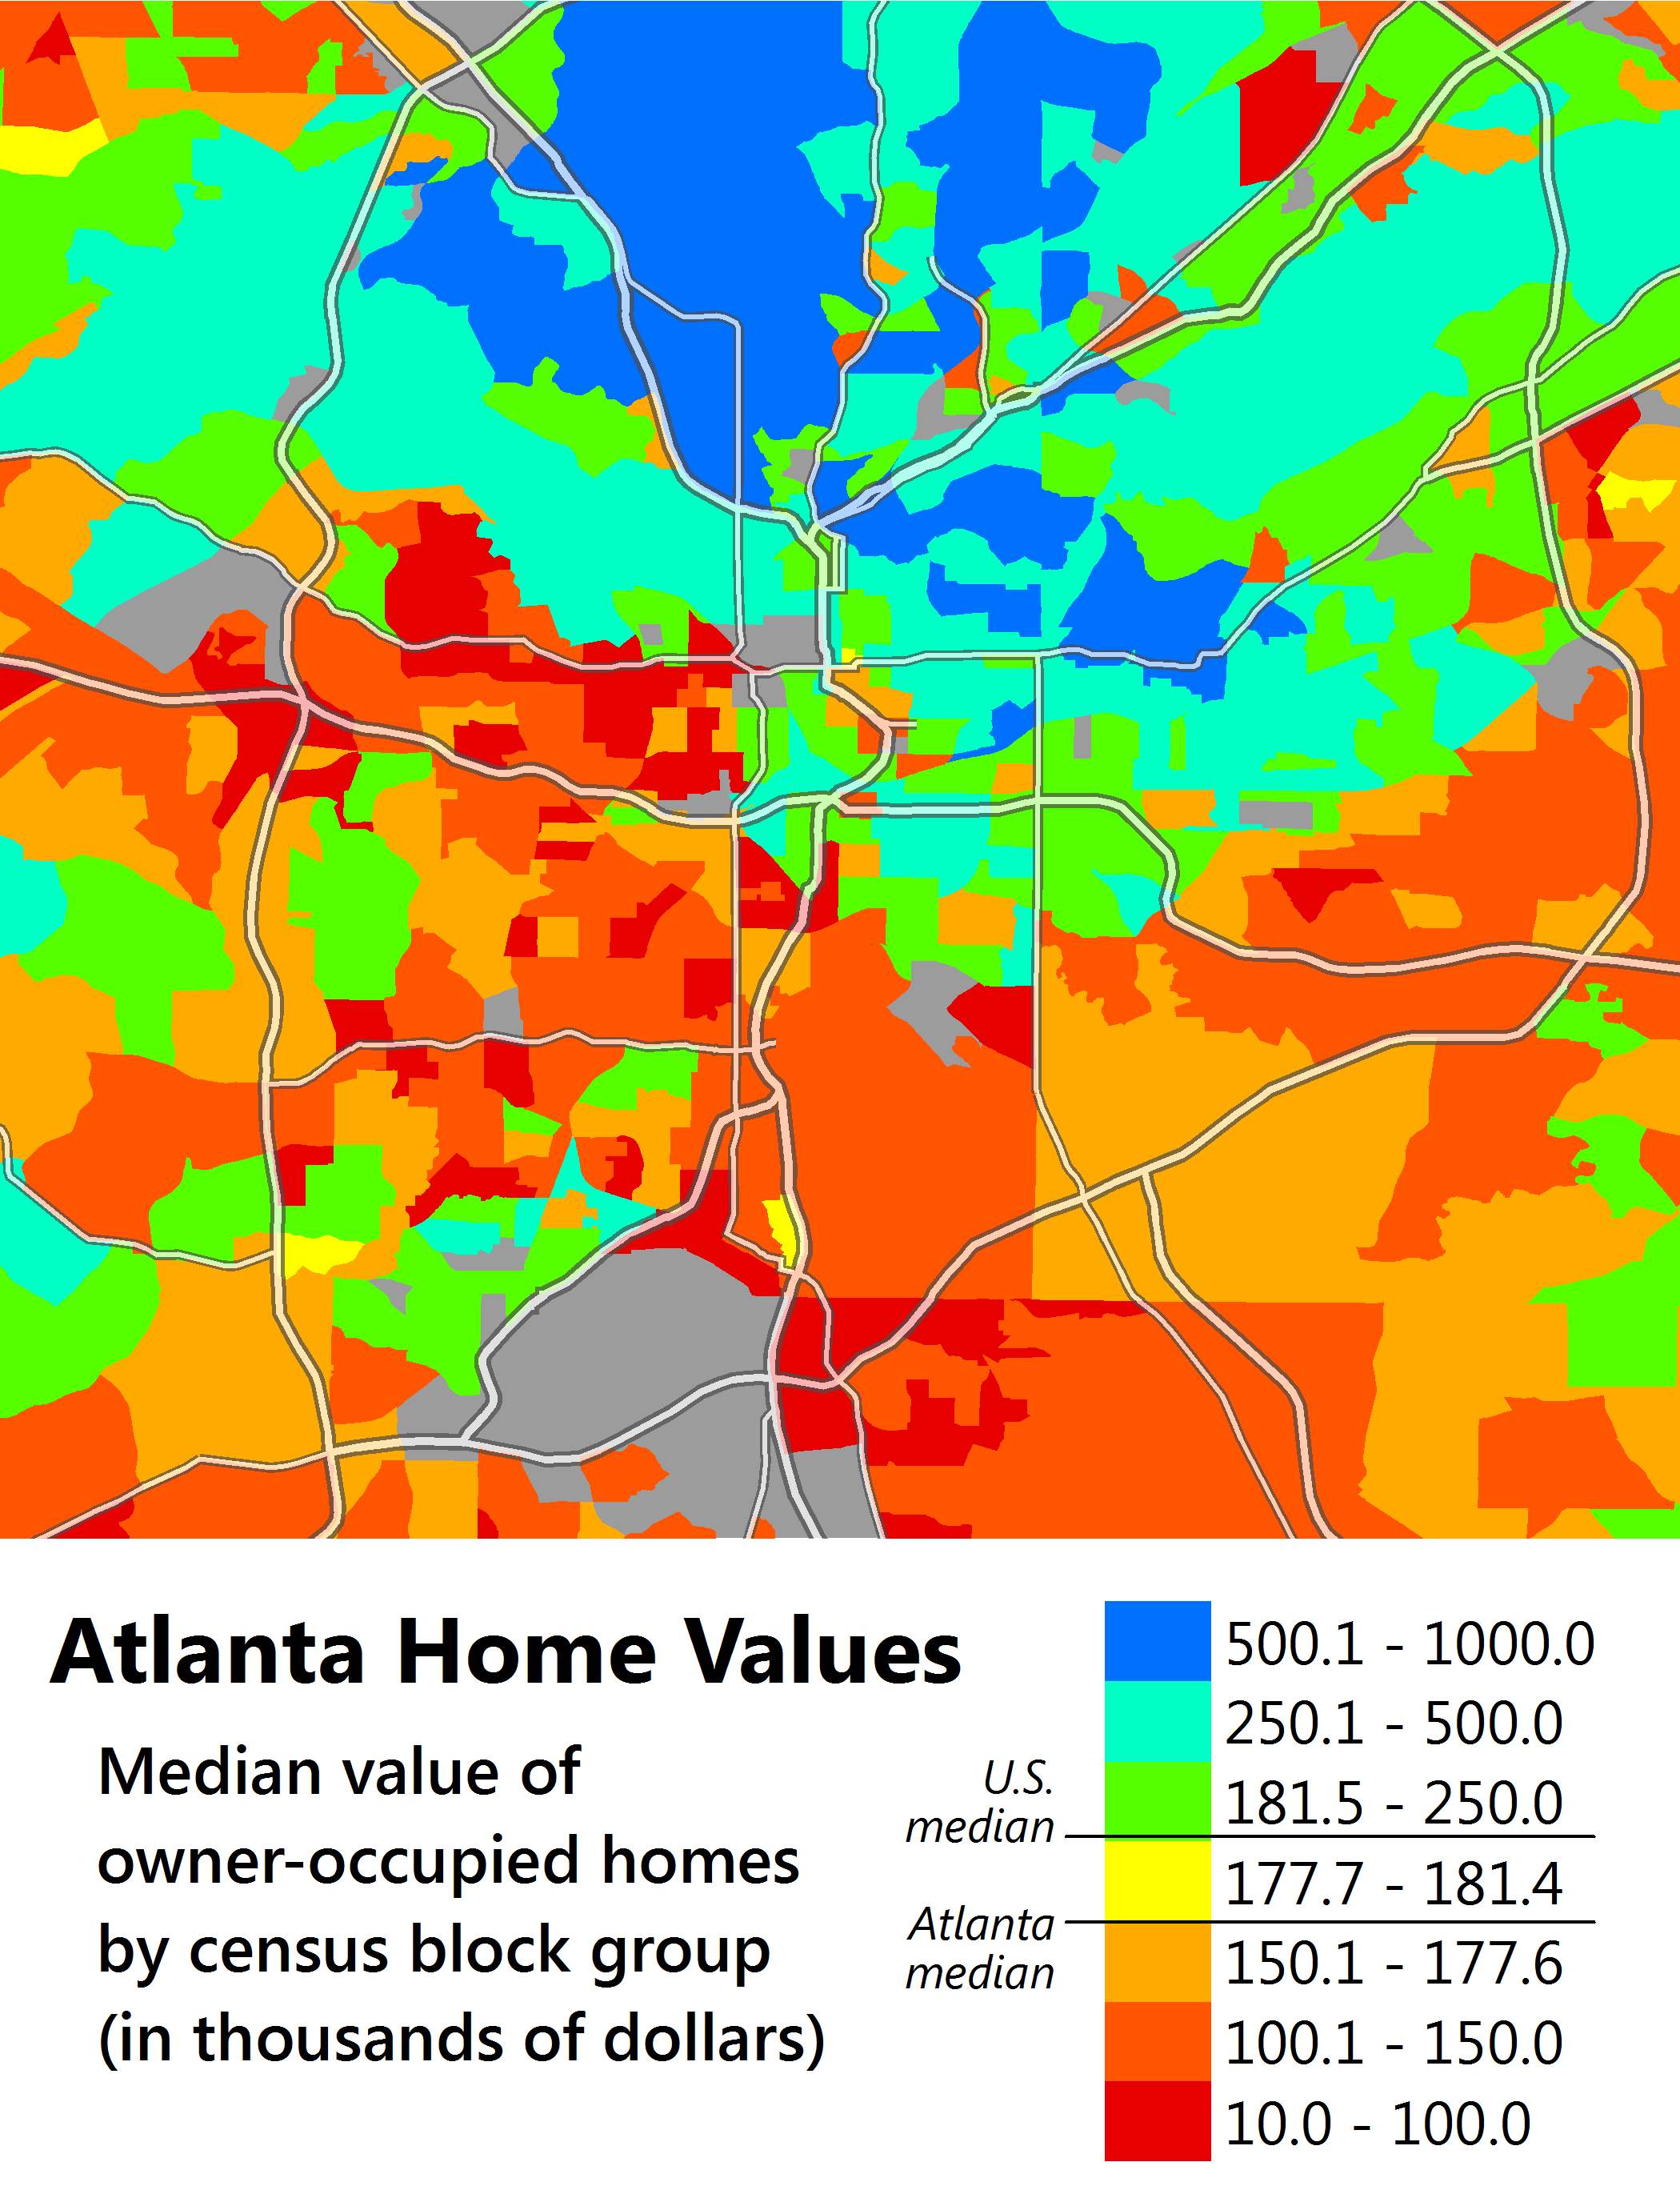 Atlanta Home Values
Median value of
owner-occupied homes
by census block group
(in thousands of dollars)
U.S.
median
Atlanta
median
500.1 - 1000.0
250.1 - 500.0
181.5 - 250.0
177.7 - 181.4
150.1 - 177.6
100.1 - 150.0
10.0 - 100.0